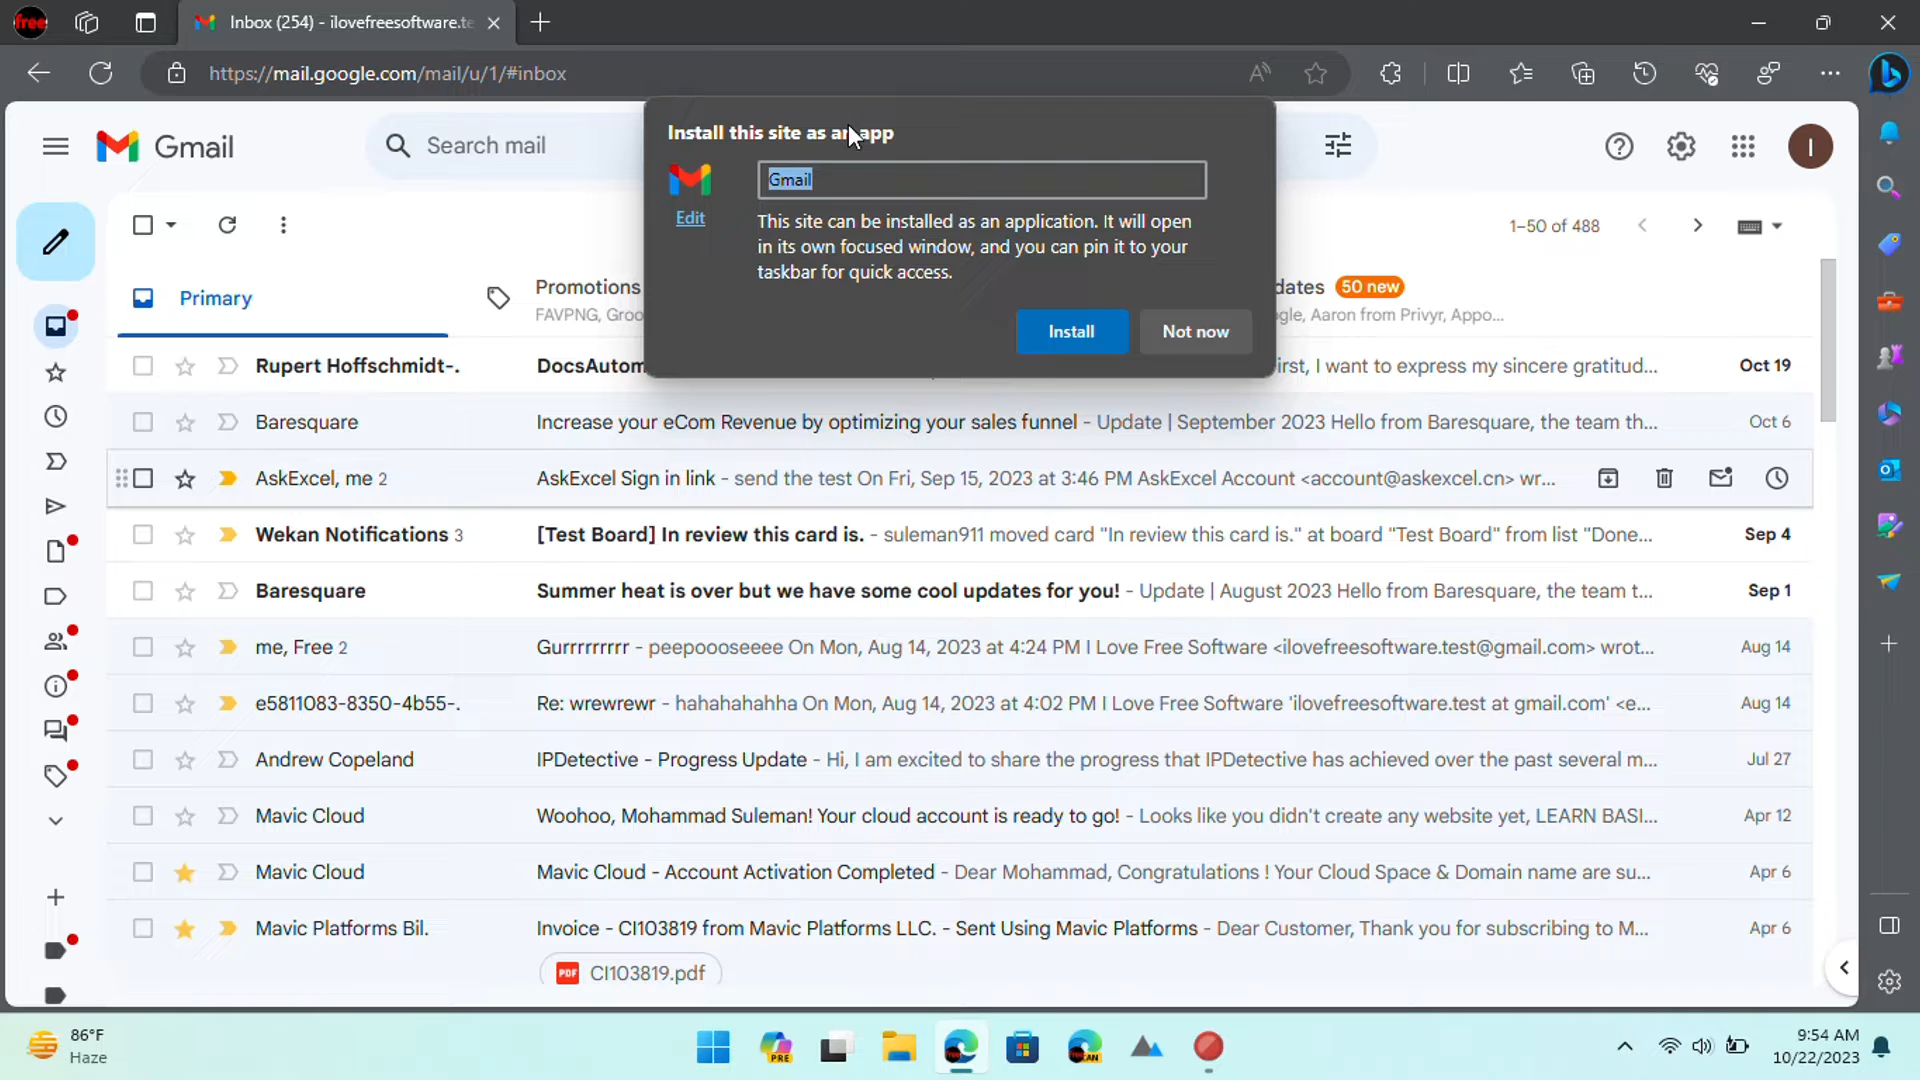 free
Inbox (254) - ilovefreesoftware.te
https://mail.google.com/mail/u/1/#inbox
Gmail
Search mail
Install this site as an app
Gmail
Edit
This site can be installed as an application. It will open
in its own focused window, and you can pin it to your
taskbar for quick access.
Install
Not now
I
1–50 of 488
Primary
Promotions
FAVPNG, Groo
dates 50 new
gle, Aaron from Privyr, Appo...
Rupert Hoffschmidt-. DocsAutom irst, I want to express my sincere gratitud... Oct 19
Baresquare Increase your eCom Revenue by optimizing your sales funnel - Update | September 2023 Hello from Baresquare, the team th... Oct 6
AskExcel, me 2 AskExcel Sign in link - send the test On Fri, Sep 15, 2023 at 3:46 PM AskExcel Account <account@askexcel.cn> wr...
Wekan Notifications 3 [Test Board] In review this card is. - suleman911 moved card "In review this card is." at board "Test Board" from list "Done... Sep 4
Baresquare Summer heat is over but we have some cool updates for you! - Update | August 2023 Hello from Baresquare, the team t... Sep 1
me, Free 2 Gurrrrrrrr - peepoooseeee On Mon, Aug 14, 2023 at 4:24 PM I Love Free Software <ilovefreesoftware.test@gmail.com> wrot... Aug 14
e5811083-8350-4b55-. Re: wrewrewr - hahahahahha On Mon, Aug 14, 2023 at 4:02 PM I Love Free Software 'ilovefreesoftware.test at gmail.com' <e... Aug 14
Andrew Copeland IPDetective - Progress Update - Hi, I am excited to share the progress that IPDetective has achieved over the past several m... Jul 27
Mavic Cloud Woohoo, Mohammad Suleman! Your cloud account is ready to go! - Looks like you didn't create any website yet, LEARN BASI... Apr 12
Mavic Cloud Mavic Cloud - Account Activation Completed - Dear Mohammad, Congratulations ! Your Cloud Space & Domain name are su... Apr 6
Mavic Platforms Bil. Invoice - CI103819 from Mavic Platforms LLC. - Sent Using Mavic Platforms - Dear Customer, Thank you for subscribing to M... Apr 6
PDF CI103819.pdf
86°F
Haze
PRE
CAN
9:54 AM
10/22/2023